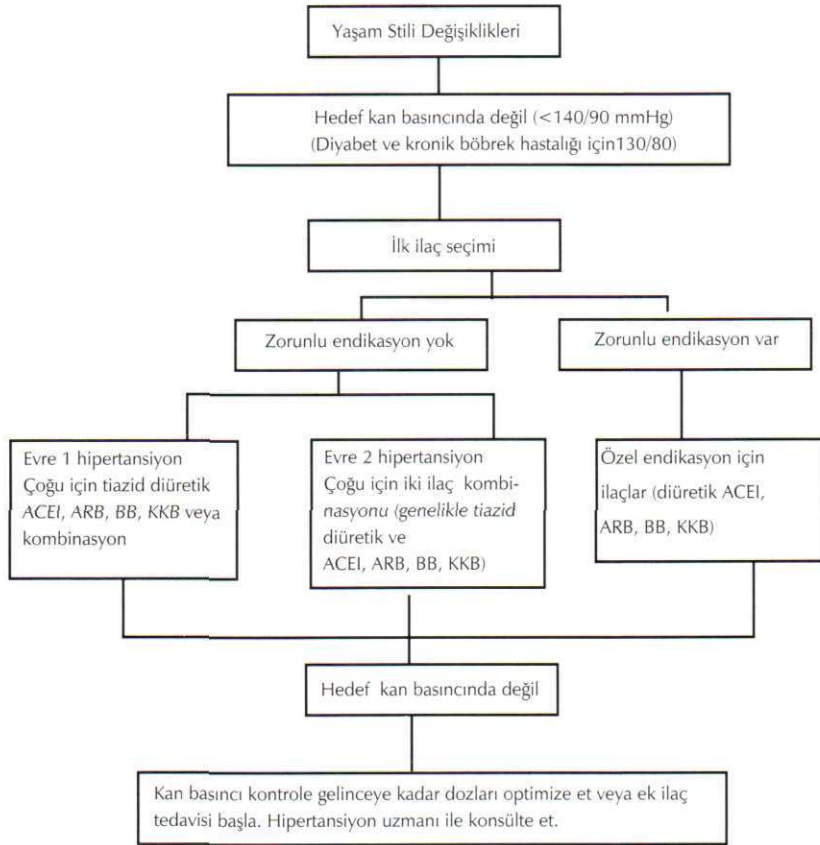 Yaşam Stili Değişiklikleri
Hedef kan basıncında değil (<140/90 mmHg)
(Diyabet ve kronik böbrek hastalığı için130/80)
İlk ilaç seçimi
Zorunlu endikasyon yok
Zorunlu endikasyon var
Evre 1 hipertansiyon
Çoğu için tiazid diüretik
ACEI, ARB, BB, KKB veya
kombinasyon
Evre 2 hipertansiyon
Çoğu için iki ilaç kombi-
nasyonu (genelikle tiazid
diüretik ve
ACEI, ARB, BB, KKB)
Özel endikasyon için
ilaçlar (diüretik ACEI,
ARB, BB, KKB)
Hedef kan basıncında değil
Kan basıncı kontrole gelinceye kadar dozları optimize et veya ek ilaç
tedavisi başla. Hipertansiyon uzmanı ile konsülte et.